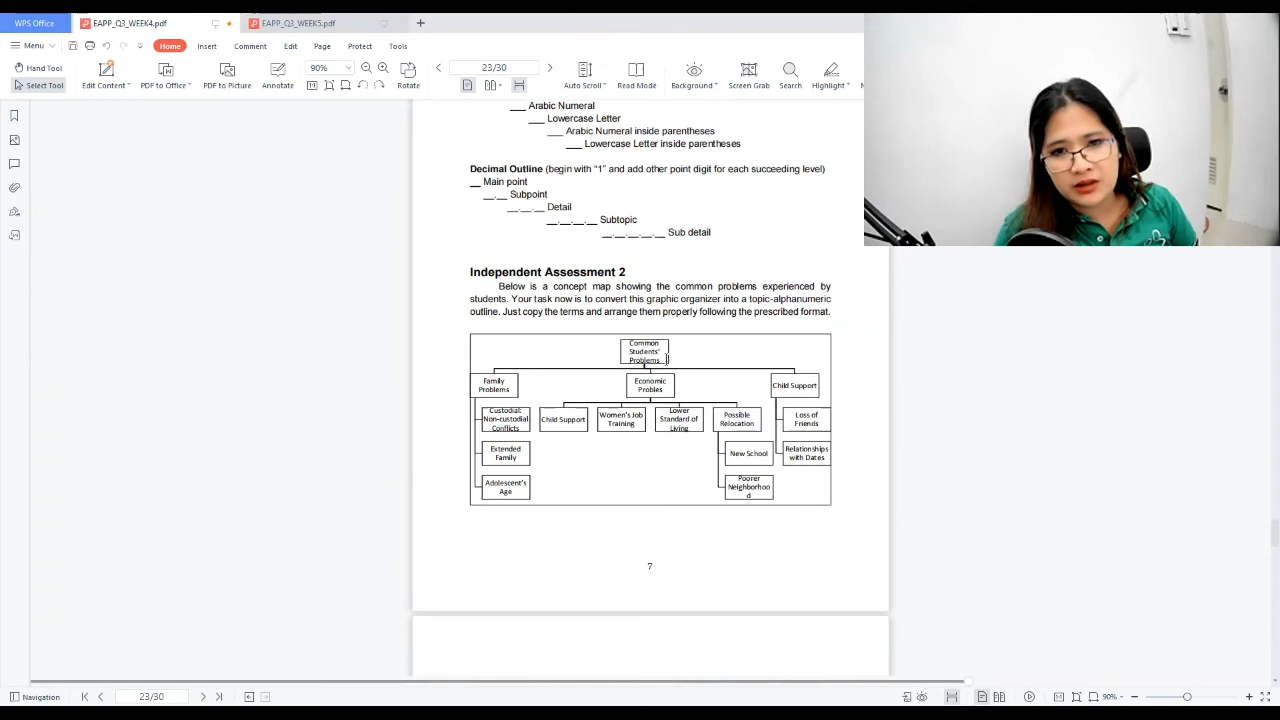 WPS Office
EAPP_Q3_WEEK4.pdf
EAPP_Q3_WEEK5.pdf
Menu
Home
Insert
Comment
Edit
Page
Protect
Tools
Hand Tool
Select Tool
Edit Content
PDF to Office
PDF to Picture
Annotate
90%
Rotate
23/30
Auto Scroll
Read Mode
Background
Screen Grab
Search
Highlight
___ Arabic Numeral
___ Lowercase Letter
___ Arabic Numeral inside parentheses
___ Lowercase Letter inside parentheses
Decimal Outline (begin with “1” and add other point digit for each succeeding level)
__ Main point
__.__ Subpoint
__.__.__ Detail
__.__.__.__ Subtopic
__.__.__.__.__ Sub detail
Independent Assessment 2
Below is a concept map showing the common problems experienced by
students. Your task now is to convert this graphic organizer into a topic-alphanumeric
outline. Just copy the terms and arrange them properly following the prescribed format.
Common
Students'
Problems
Family
Problems
Economic
Probles
Child Support
Custodial:
Non-custodial
Conflicts
Child Support
Women's Job
Training
Lower
Standard of
Living
Possible
Relocation
Loss of
Friends
Extended
Family
New School
Relationships
with Dates
Adolescent's
Age
Poorer
Neighborhoo
d
7
Navigation
23/30
90%